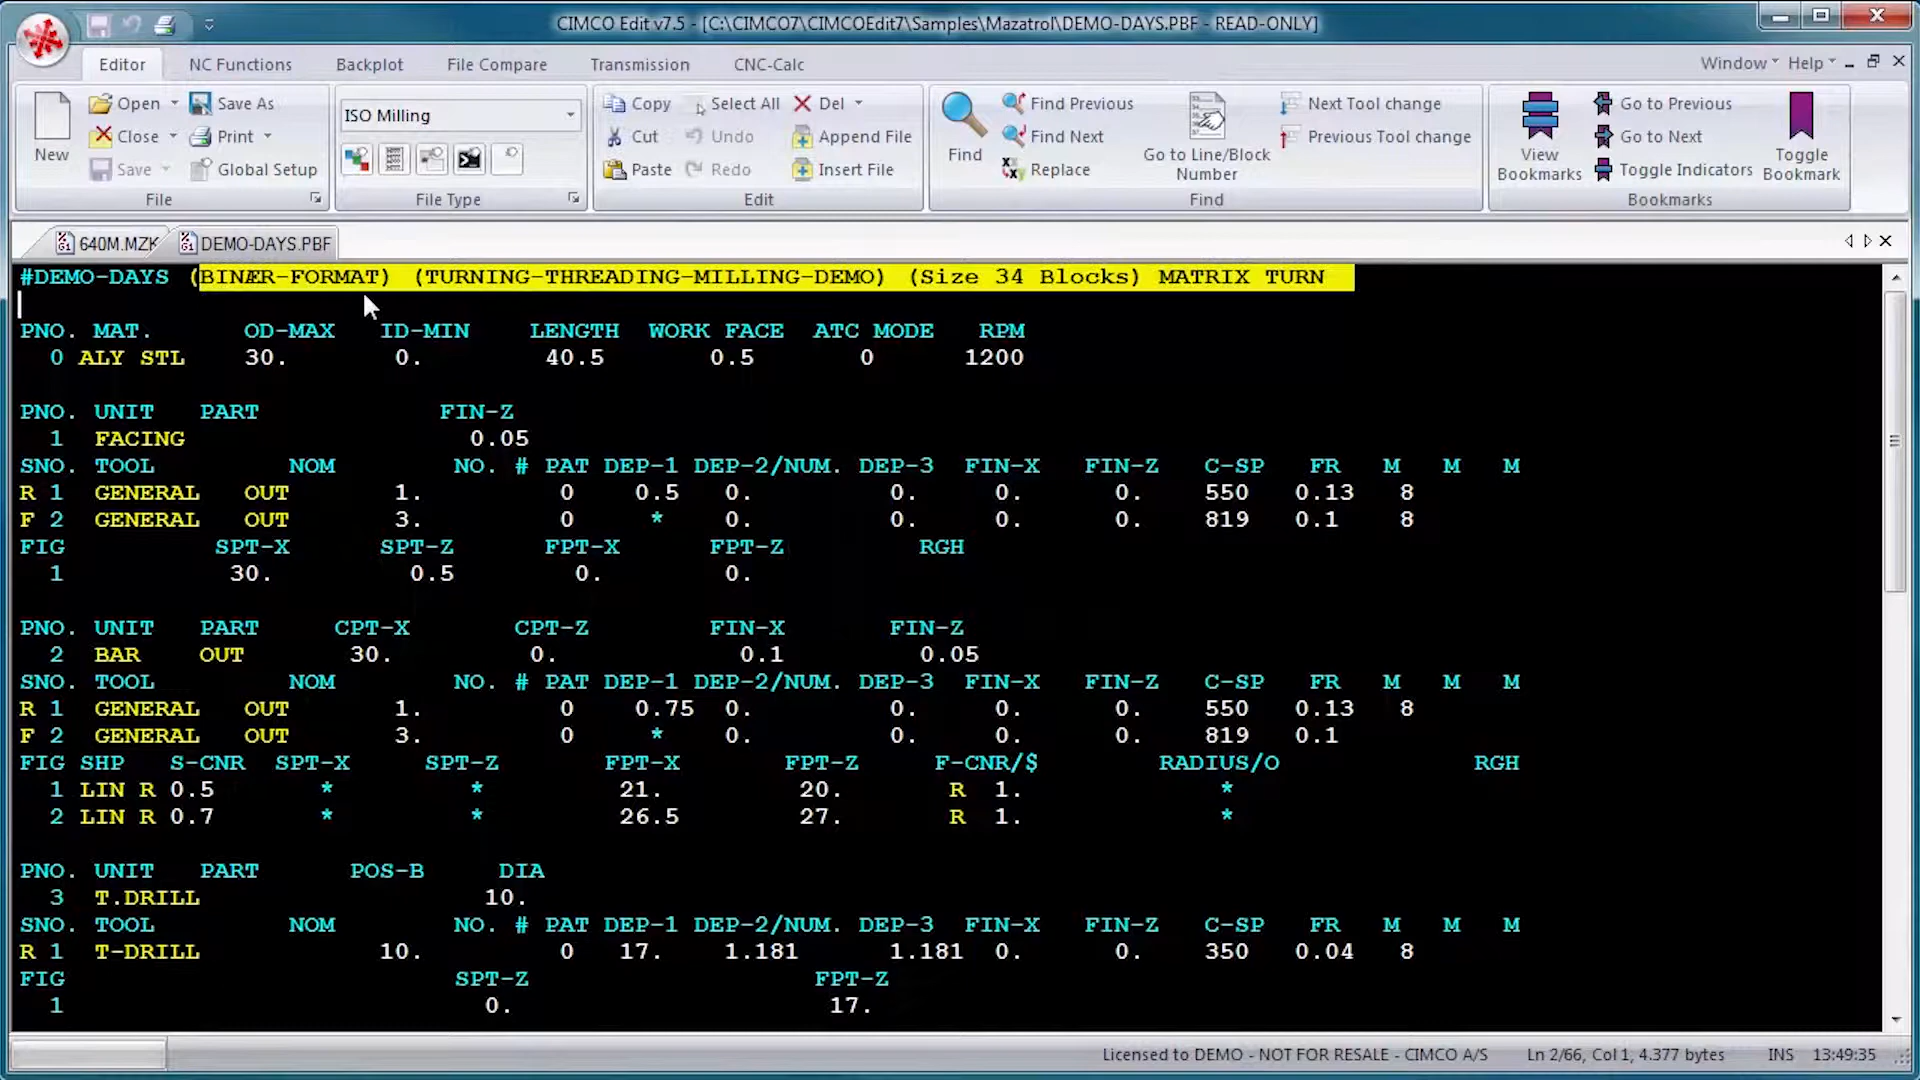 CIMCO Edit v7.5 - [C:\CIMCO7\CIMCOEdit7\Samples\Mazatrol\DEMO-DAYS.PBF - READ-ONLY]
Editor NC Functions Backplot File Compare Transmission CNC-Calc Window Help
New Open Save As Close Print Save Global Setup
File
ISO Milling
File Type
Copy Select All Del Cut Undo Append File Paste Redo Insert File
Edit
Find Find Previous Find Next Replace Go to Line/Block Number Next Tool change Previous Tool change
Find
View Bookmarks Go to Previous Go to Next Toggle Indicators Toggle Bookmark
Bookmarks
640M.MZK DEMO-DAYS.PBF
#DEMO-DAYS (BINÆR-FORMAT) (TURNING-THREADING-MILLING-DEMO) (Size 34 Blocks) MATRIX TURN
PNO. MAT. OD-MAX ID-MIN LENGTH WORK FACE ATC MODE RPM
0 ALY STL 30. 0. 40.5 0.5 0 1200
PNO. UNIT PART FIN-Z
1 FACING 0.05
SNO. TOOL NOM NO. # PAT DEP-1 DEP-2/NUM. DEP-3 FIN-X FIN-Z C-SP FR M M M
R 1 GENERAL OUT 1. 0 0.5 0. 0. 0. 0. 550 0.13 8
F 2 GENERAL OUT 3. 0 * 0. 0. 0. 0. 819 0.1 8
FIG SPT-X SPT-Z FPT-X FPT-Z RGH
1 30. 0.5 0. 0.
PNO. UNIT PART CPT-X CPT-Z FIN-X FIN-Z
2 BAR OUT 30. 0. 0.1 0.05
SNO. TOOL NOM NO. # PAT DEP-1 DEP-2/NUM. DEP-3 FIN-X FIN-Z C-SP FR M M M
R 1 GENERAL OUT 1. 0 0.75 0. 0. 0. 0. 550 0.13 8
F 2 GENERAL OUT 3. 0 * 0. 0. 0. 0. 819 0.1
FIG SHP S-CNR SPT-X SPT-Z FPT-X FPT-Z F-CNR/$ RADIUS/O RGH
1 LIN R 0.5 * * 21. 20. R 1. *
2 LIN R 0.7 * * 26.5 27. R 1. *
PNO. UNIT PART POS-B DIA
3 T.DRILL 10.
SNO. TOOL NOM NO. # PAT DEP-1 DEP-2/NUM. DEP-3 FIN-X FIN-Z C-SP FR M M M
R 1 T-DRILL 10. 0 17. 1.181 1.181 0. 0. 350 0.04 8
FIG SPT-Z FPT-Z
1 0. 17.
Licensed to DEMO - NOT FOR RESALE - CIMCO A/S Ln 2/66, Col 1, 4.377 bytes INS 13:49:35